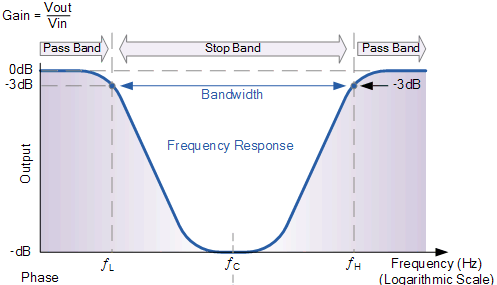 Gain = Vout
Vin
Pass Band Stop Band Pass Band
0dB
-3dB -3dB
Bandwidth
Frequency Response
Output
-dB
fL fC fH Frequency (Hz)
Phase (Logarithmic Scale)